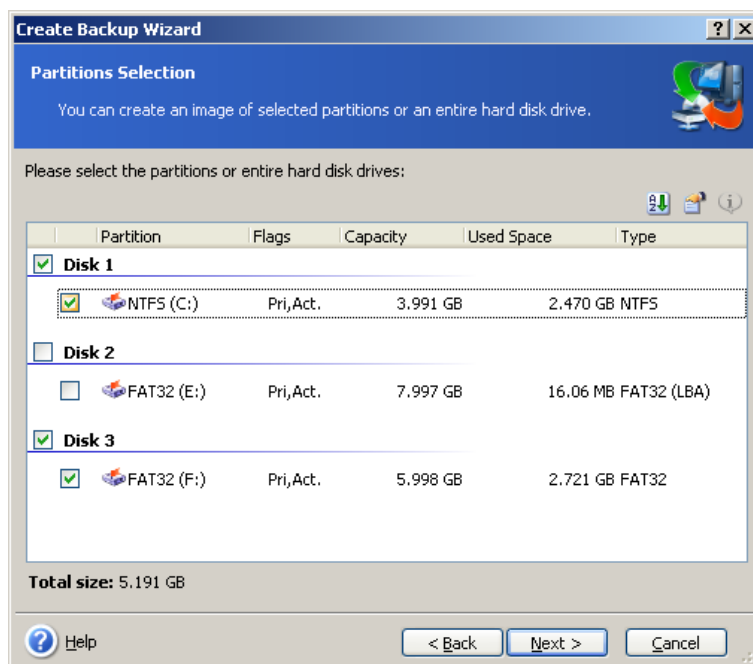 Create Backup Wizard
Partitions Selection
You can create an image of selected partitions or an entire hard disk drive.
Please select the partitions or entire hard disk drives:
Partition Flags Capacity Used Space Type
Disk 1
NTFS (C:) Pri,Act. 3.991 GB 2.470 GB NTFS
Disk 2
FAT32 (E:) Pri,Act. 7.997 GB 16.06 MB FAT32 (LBA)
Disk 3
FAT32 (F:) Pri,Act. 5.998 GB 2.721 GB FAT32
Total size: 5.191 GB
Help < Back Next > Cancel